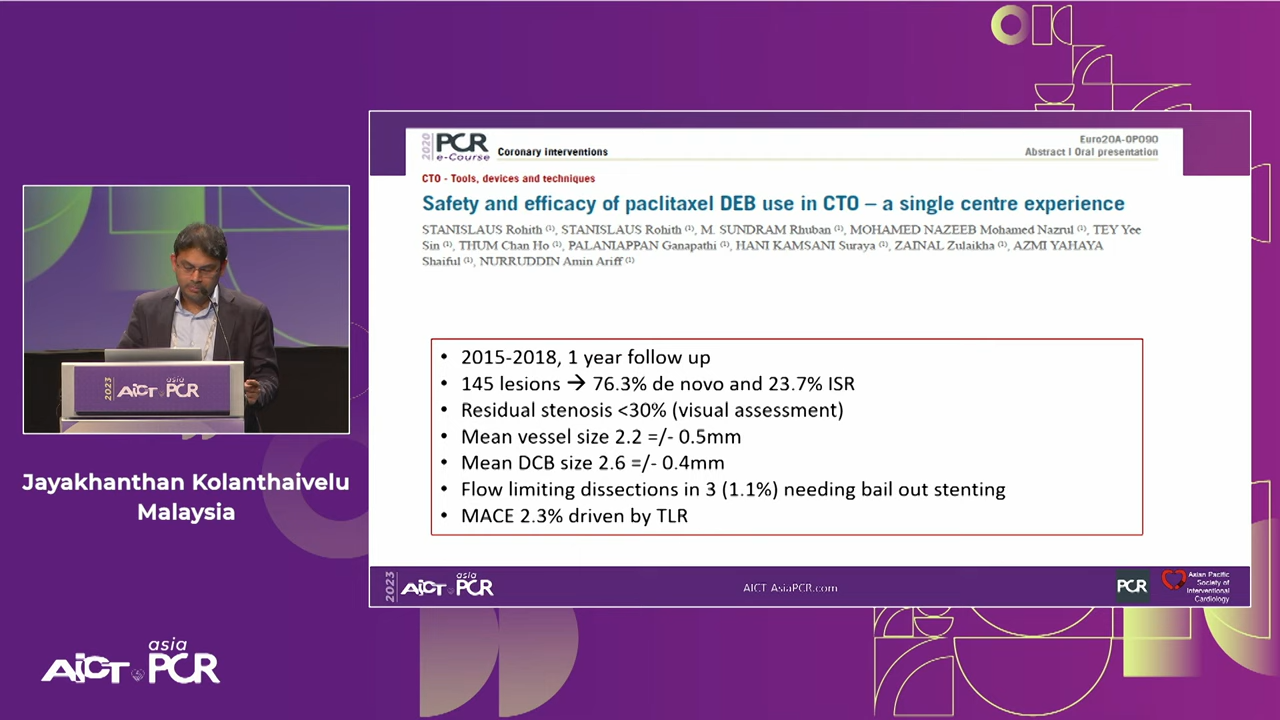 2020 PCR e-Course
Coronary interventions
Euro20A-OP090
Abstract I Oral presentation
CTO - Tools, devices and techniques
Safety and efficacy of paclitaxel DEB use in CTO – a single centre experience
STANISLAUS Rohith (1), STANISLAUS Rohith (1), M. SUNDRAM Rhuban (1), MOHAMED NAZEEB Mohamed Nazrul (1), TEY Yee
Sin (1), THUM Chan Ho (1), PALANIAPPAN Ganapathi (1), HANI KAMSANI Suraya (1), ZAINAL Zulaikha (1), AZMI YAHAYA
Shaiful (1), NURRUDDIN Amin Ariff (1)
• 2015-2018, 1 year follow up
• 145 lesions → 76.3% de novo and 23.7% ISR
• Residual stenosis <30% (visual assessment)
• Mean vessel size 2.2 =/- 0.5mm
• Mean DCB size 2.6 =/- 0.4mm
• Flow limiting dissections in 3 (1.1%) needing bail out stenting
• MACE 2.3% driven by TLR
2023 AICT asia PCR
AICT AsiaPCR.com
PCR
Asian Pacific
Society of
Interventional
Cardiology
2023 AICT asia PCR
Jayakhanthan Kolanthaivelu
Malaysia
AICT asia PCR